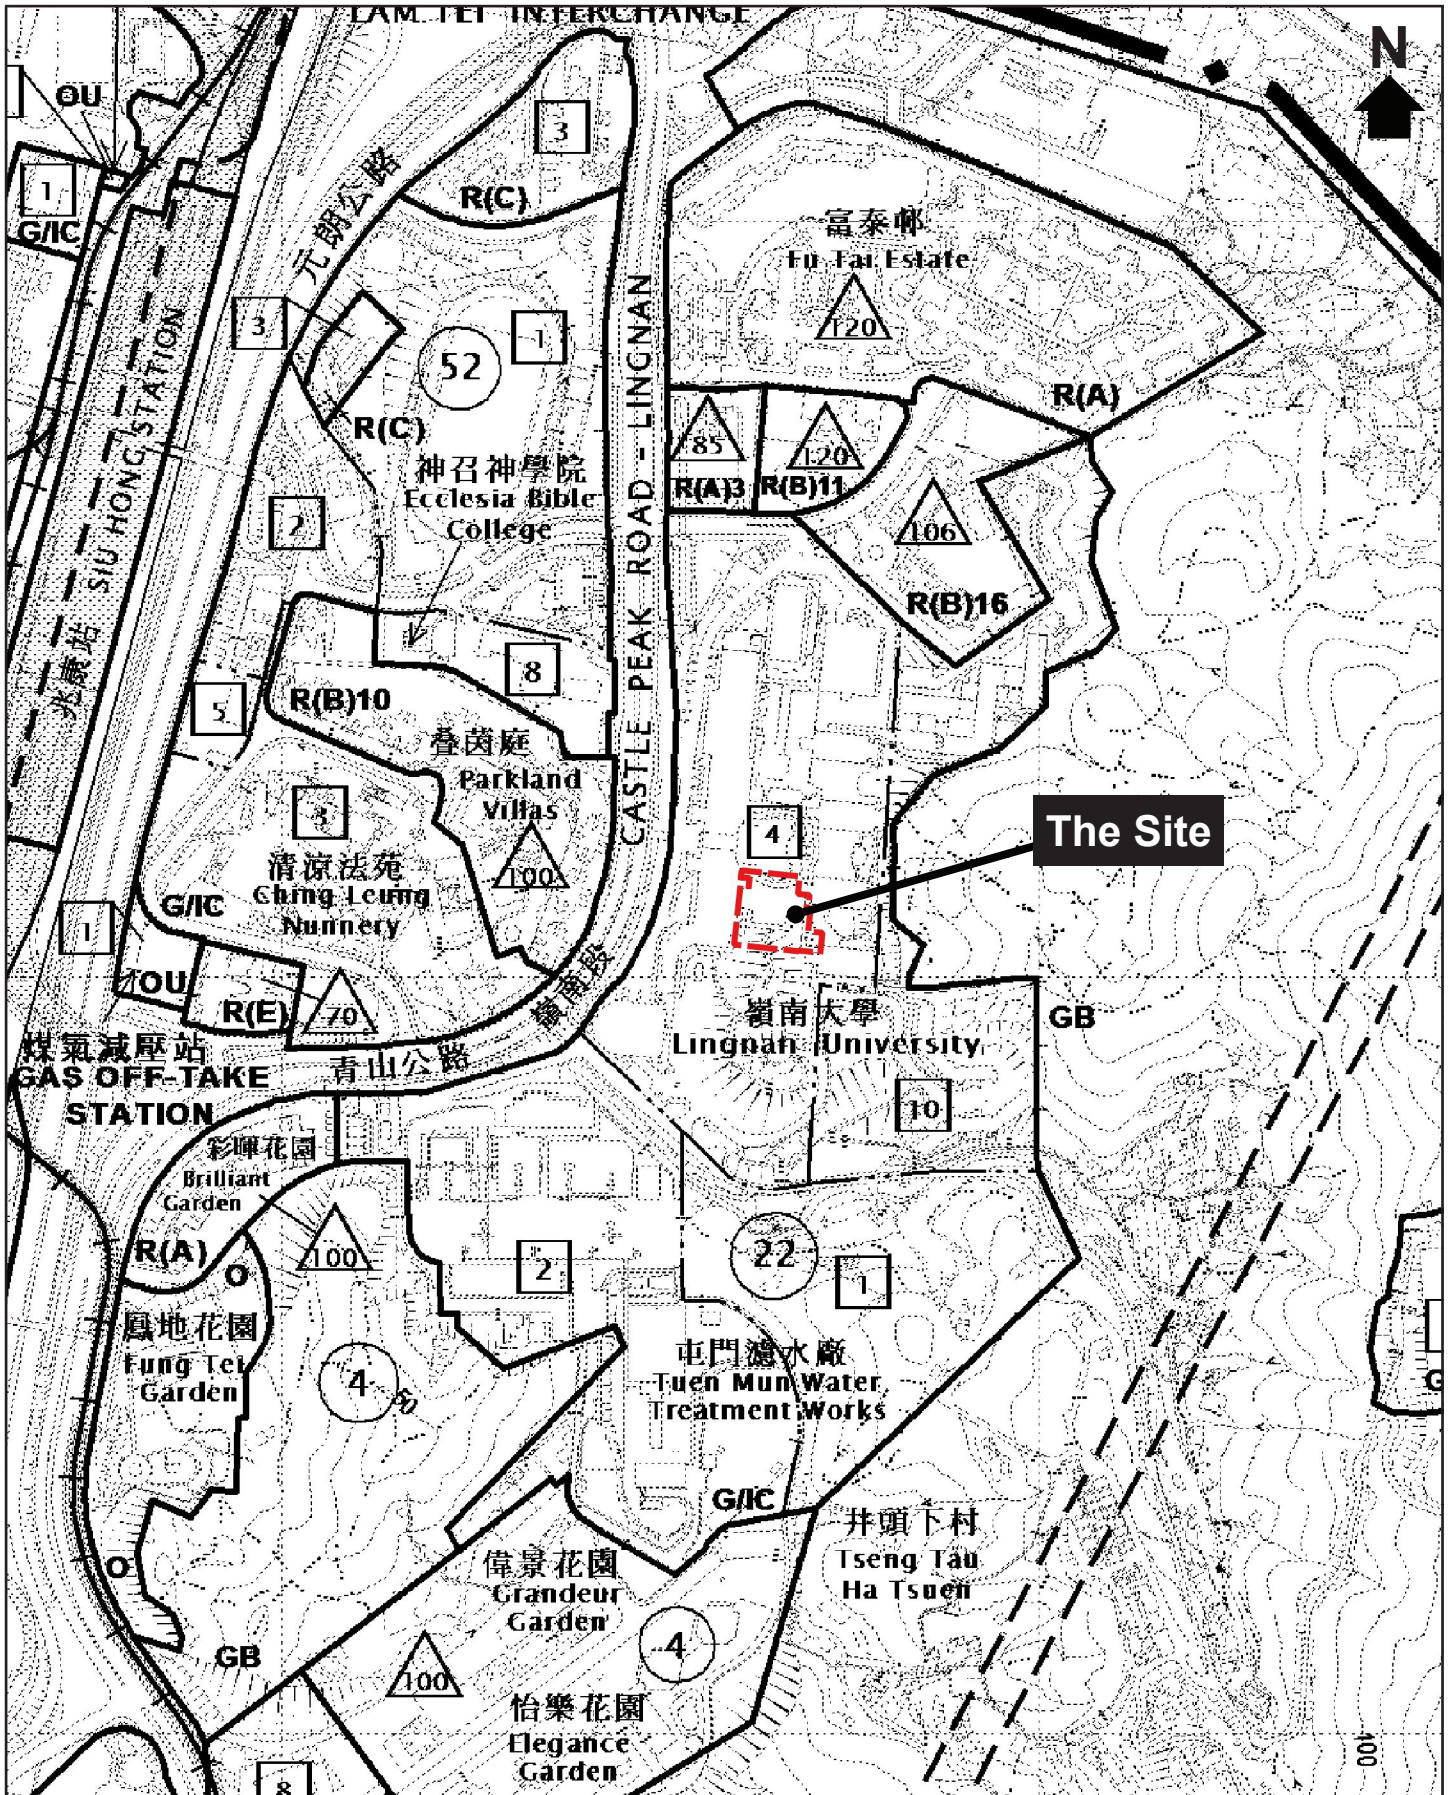 LAM TEI INTERCHANGE
N
OU
3
1
G/IC
R(C)
元朗公路
富泰邨
Fu Tai Estate
120
3
1
52
R(C)
R(A)
85
120
R(A)3
R(B)11
神召神學院
Ecclesia Bible
College
2
106
R(B)16
SIU HONG STATION
兆康站
CASTLE PEAK ROAD - LINGNAN
8
R(B)10
5
叠茵庭
Parkland
Villas
100
3
4
The Site
清凉法苑
Ching Leung
Nunnery
G/IC
1
OU
R(E)
70
嶺南段
嶺南大學
Lingnan University
GB
煤氣減壓站
GAS OFF-TAKE
STATION
青山公路
10
彩暉花園
Brilliant
Garden
R(A)
O
100
2
22
1
鳳地花園
Fung Tei
Garden
4
80
屯門濾水廠
Tuen Mun Water
Treatment Works
G/IC
井頭下村
Tseng Tau
Ha Tsuen
O
偉景花園
Grandeur
Garden
GB
100
4
怡樂花園
Elegance
Garden
100
8